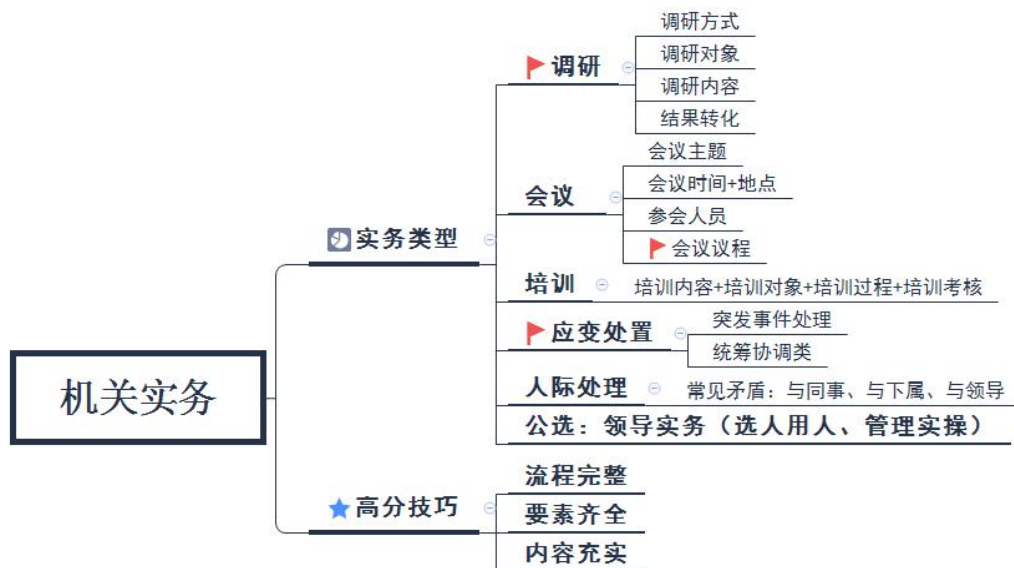 机关实务
实务类型
调研
调研方式
调研对象
调研内容
结果转化
会议
会议主题
会议时间+地点
参会人员
会议议程
培训
培训内容+培训对象+培训过程+培训考核
应变处置
突发事件处理
统筹协调类
人际处理
常见矛盾：与同事、与下属、与领导
公选：领导实务（选人用人、管理实操）
高分技巧
流程完整
要素齐全
内容充实